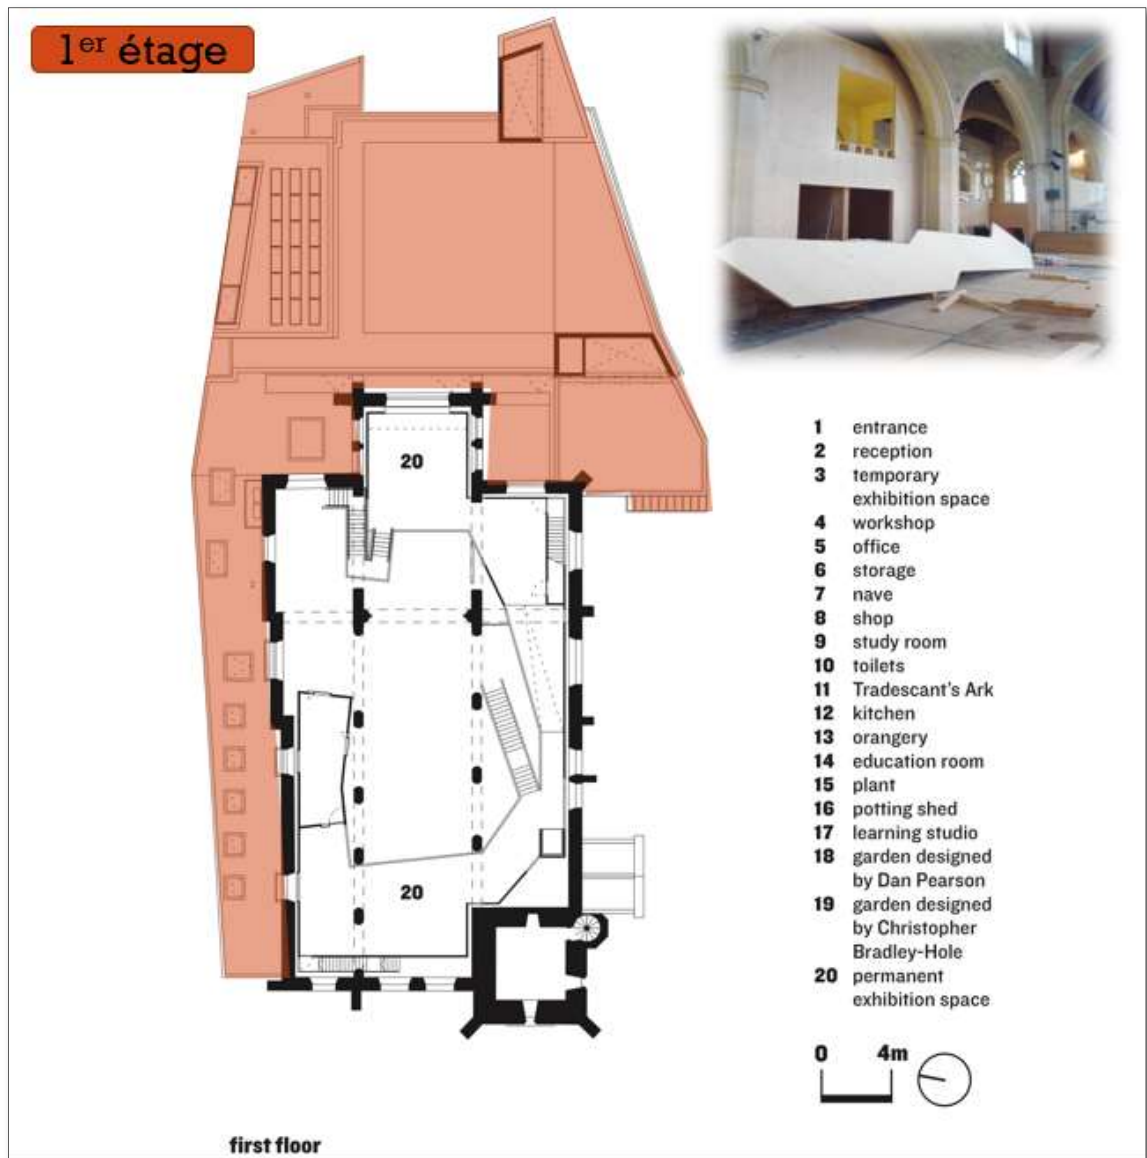 1er étage
20
20
1 entrance
2 reception
3 temporary
exhibition space
4 workshop
5 office
6 storage
7 nave
8 shop
9 study room
10 toilets
11 Tradescant's Ark
12 kitchen
13 orangery
14 education room
15 plant
16 potting shed
17 learning studio
18 garden designed
by Dan Pearson
19 garden designed
by Christopher
Bradley-Hole
20 permanent
exhibition space
0 4m
first floor